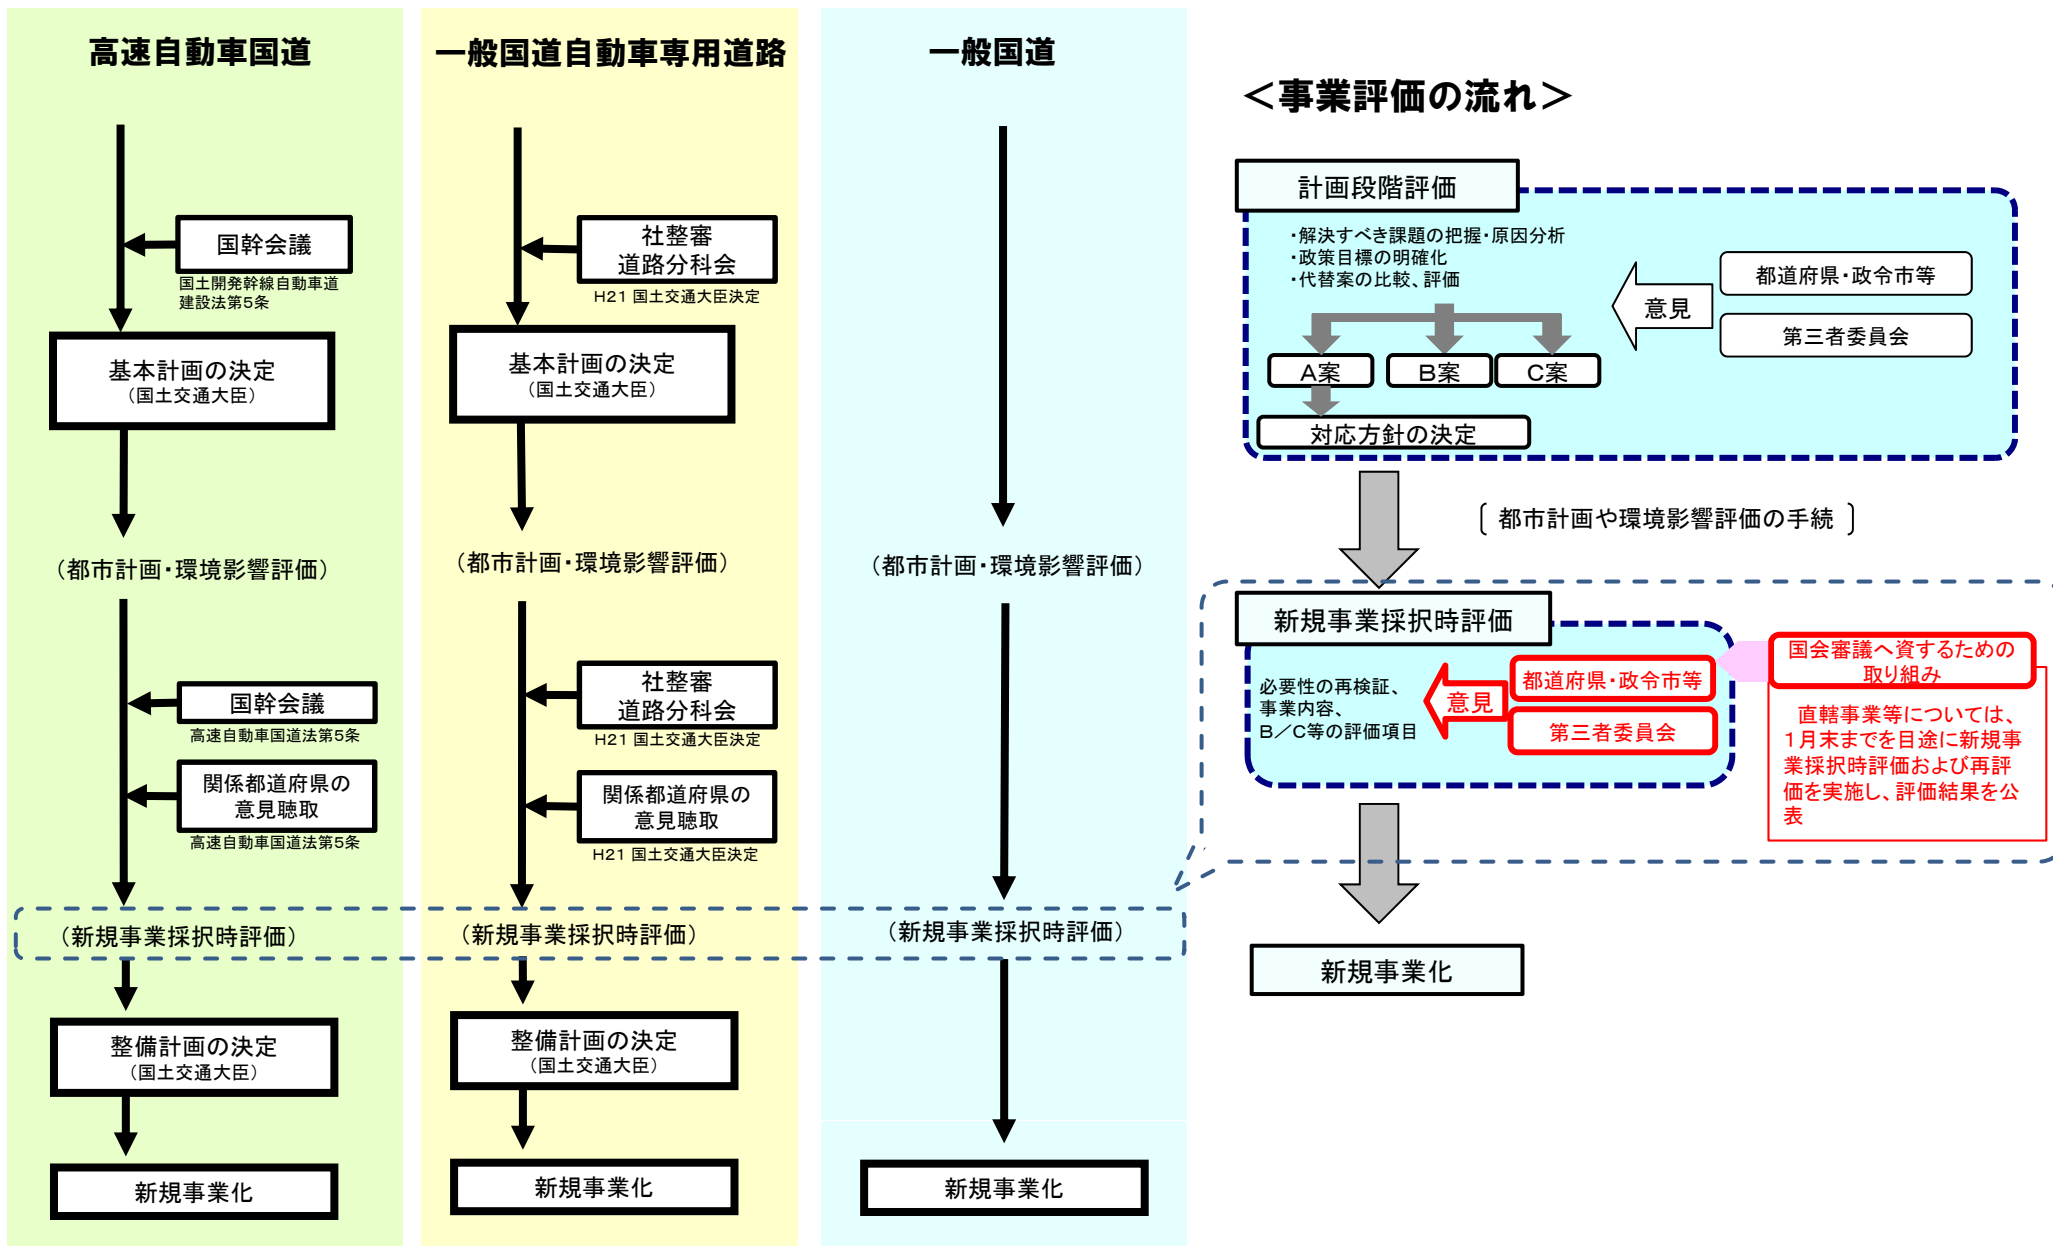 高速自動車国道
国幹会議
国土開発幹線自動車道
建設法第5条
基本計画の決定
（国土交通大臣）
（都市計画・環境影響評価）
国幹会議
高速自動車国道法第5条
関係都道府県の
意見聴取
高速自動車国道法第5条
（新規事業採択時評価）
整備計画の決定
（国土交通大臣）
新規事業化
一般国道自動車専用道路
社整審
道路分科会
H21 国土交通大臣決定
基本計画の決定
（国土交通大臣）
（都市計画・環境影響評価）
社整審
道路分科会
H21 国土交通大臣決定
関係都道府県の
意見聴取
H21 国土交通大臣決定
（新規事業採択時評価）
整備計画の決定
（国土交通大臣）
新規事業化
一般国道
（都市計画・環境影響評価）
（新規事業採択時評価）
新規事業化
＜事業評価の流れ＞
計画段階評価
・解決すべき課題の把握・原因分析
・政策目標の明確化
・代替案の比較、評価
意見
都道府県・政令市等
第三者委員会
A案
B案
C案
対応方針の決定
〔 都市計画や環境影響評価の手続 〕
新規事業採択時評価
必要性の再検証、
事業内容、
B／C等の評価項目
意見
都道府県・政令市等
第三者委員会
国会審議へ資するための
取り組み
直轄事業等については、
1月末までを目途に新規事
業採択時評価および再評
価を実施し、評価結果を公
表
新規事業化